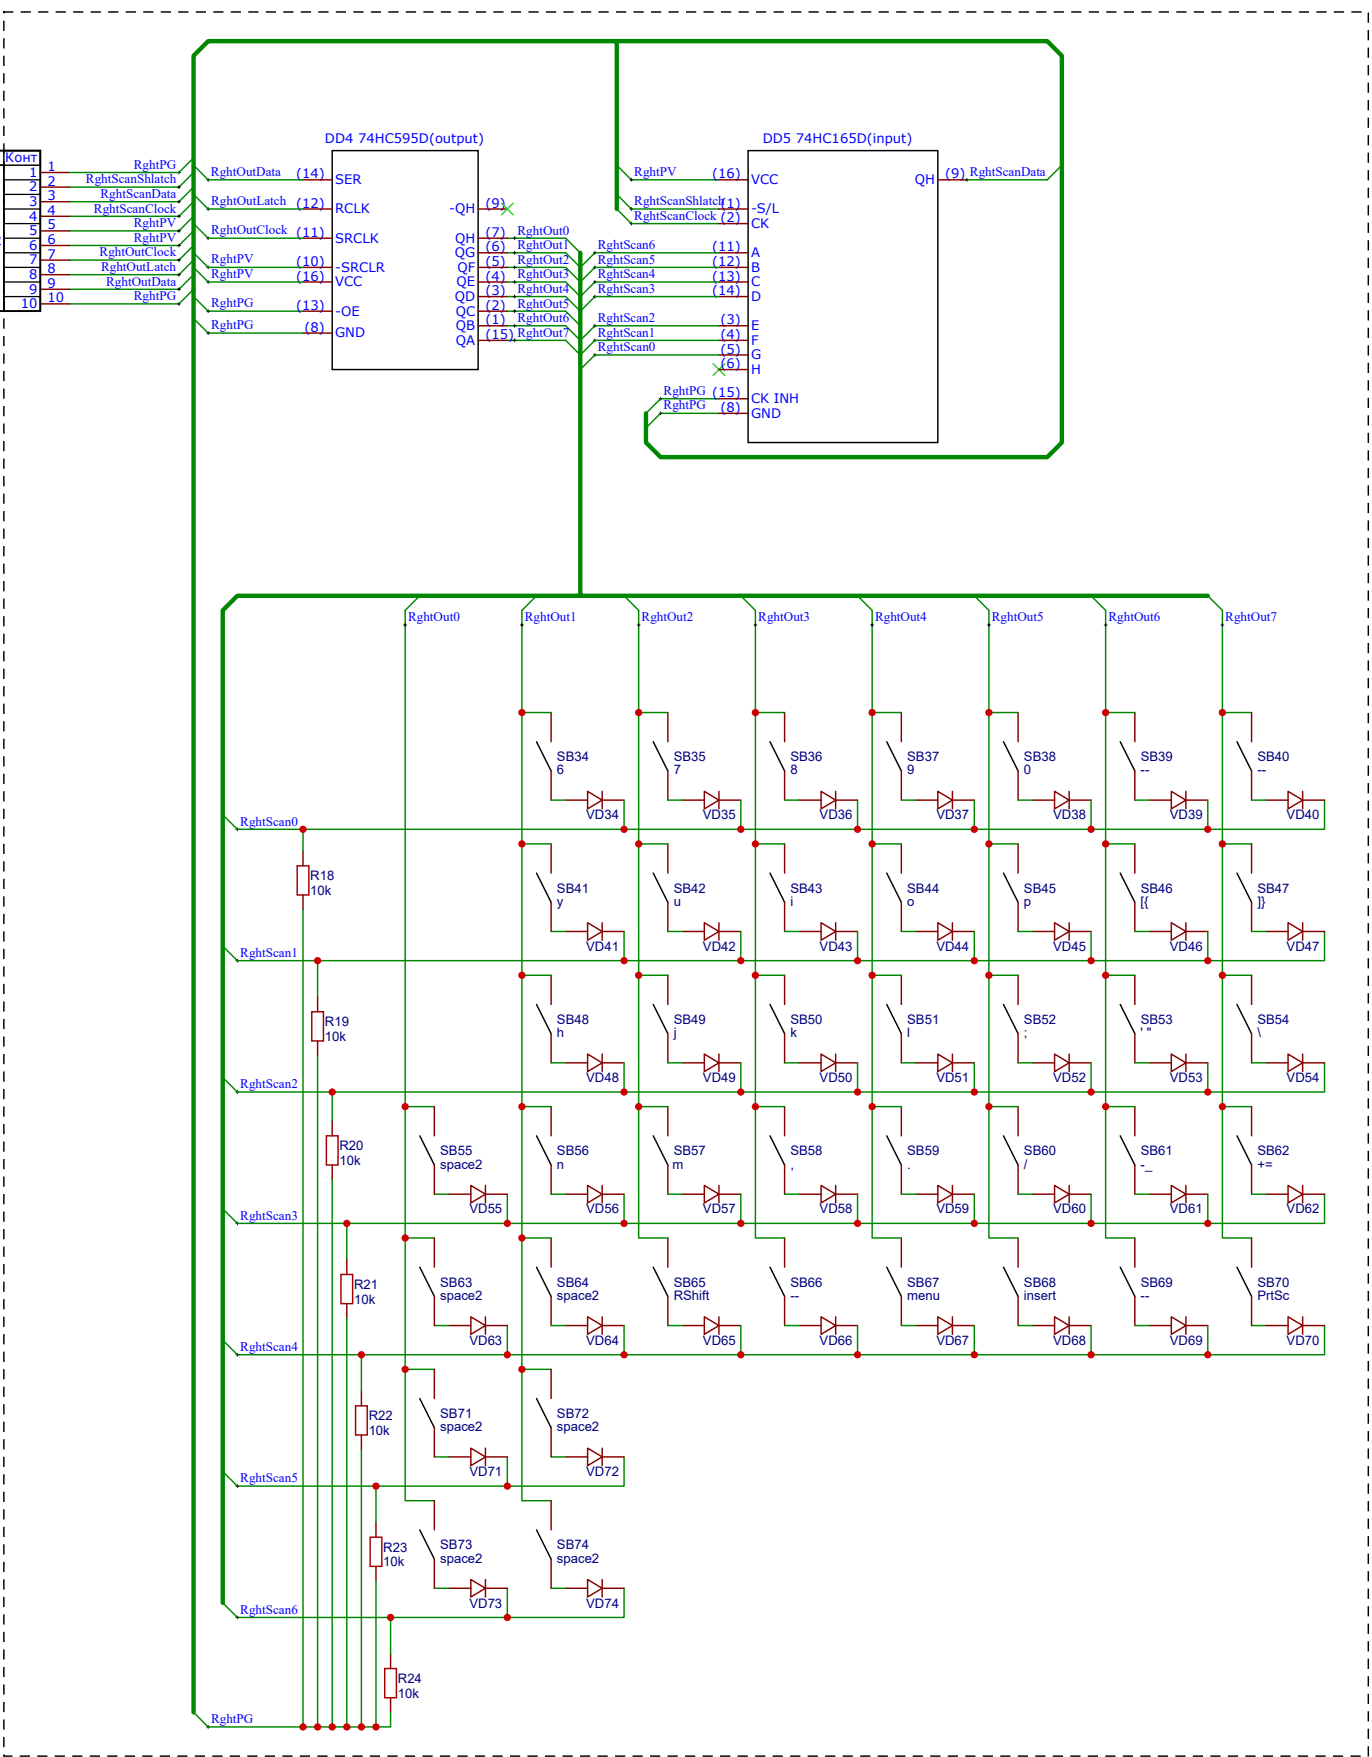 DD4 74HC595D(output)
DD5 74HC165D(input)
Конт
1 1 RghtPG
2 2 RghtScanShlatch
3 3 RghtScanData
4 4 RghtScanClock
5 5 RghtPV
6 6 RghtPV
7 7 RghtOutClock
8 8 RghtOutLatch
9 9 RghtOutData
10 10 RghtPG
RghtOutData (14) SER
RghtOutLatch (12) RCLK
RghtOutClock (11) SRCLK
RghtPV (10) -SRCLR
RghtPV (16) VCC
RghtPG (13) -OE
RghtPG (8) GND
-QH (9)
QH (7) RghtOut0
QG (6) RghtOut1
QF (5) RghtOut2
QE (4) RghtOut3
QD (3) RghtOut4
QC (2) RghtOut5
QB (1) RghtOut6
QA (15) RghtOut7
RghtPV (16) VCC
RghtScanShlatch (1) -S/L
RghtScanClock (2) CK
RghtScan6 (11) A
RghtScan5 (12) B
RghtScan4 (13) C
RghtScan3 (14) D
RghtScan2 (3) E
RghtScan1 (4) F
RghtScan0 (5) G
(6) H
RghtPG (15) CK INH
RghtPG (8) GND
QH (9) RghtScanData
RghtOut0 RghtOut1 RghtOut2 RghtOut3 RghtOut4 RghtOut5 RghtOut6 RghtOut7
SB34 SB35 SB36 SB37 SB38 SB39 SB40
6 7 8 9 0 -- --
VD34 VD35 VD36 VD37 VD38 VD39 VD40
RghtScan0
R18
10k
SB41 SB42 SB43 SB44 SB45 SB46 SB47
y u i o p [{ ]}
VD41 VD42 VD43 VD44 VD45 VD46 VD47
RghtScan1
R19
10k
SB48 SB49 SB50 SB51 SB52 SB53 SB54
h j k l ; ' " \
VD48 VD49 VD50 VD51 VD52 VD53 VD54
RghtScan2
R20
10k
SB55 SB56 SB57 SB58 SB59 SB60 SB61 SB62
space2 n m , . / -_ +=
VD55 VD56 VD57 VD58 VD59 VD60 VD61 VD62
RghtScan3
R21
10k
SB63 SB64 SB65 SB66 SB67 SB68 SB69 SB70
space2 space2 RShift -- menu insert -- PrtSc
VD63 VD64 VD65 VD66 VD67 VD68 VD69 VD70
RghtScan4
R22
10k
SB71 SB72
space2 space2
VD71 VD72
RghtScan5
R23
10k
SB73 SB74
space2 space2
VD73 VD74
RghtScan6
R24
10k
RghtPG